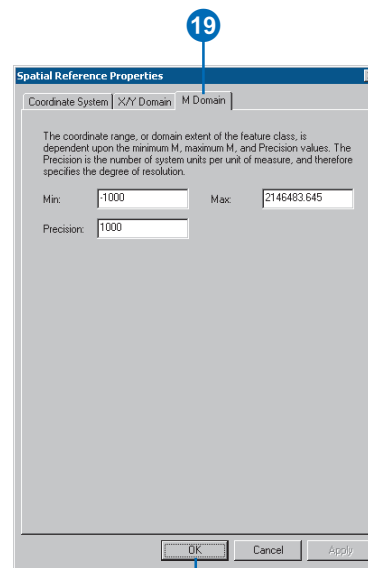 19
Spatial Reference Properties
Coordinate System X/Y Domain M Domain
The coordinate range, or domain extent of the feature class, is
dependent upon the minimum M, maximum M, and Precision values. The
Precision is the number of system units per unit of measure, and therefore
specifies the degree of resolution.
Min: -1000 Max: 2146483.645
Precision: 1000
OK Cancel Apply